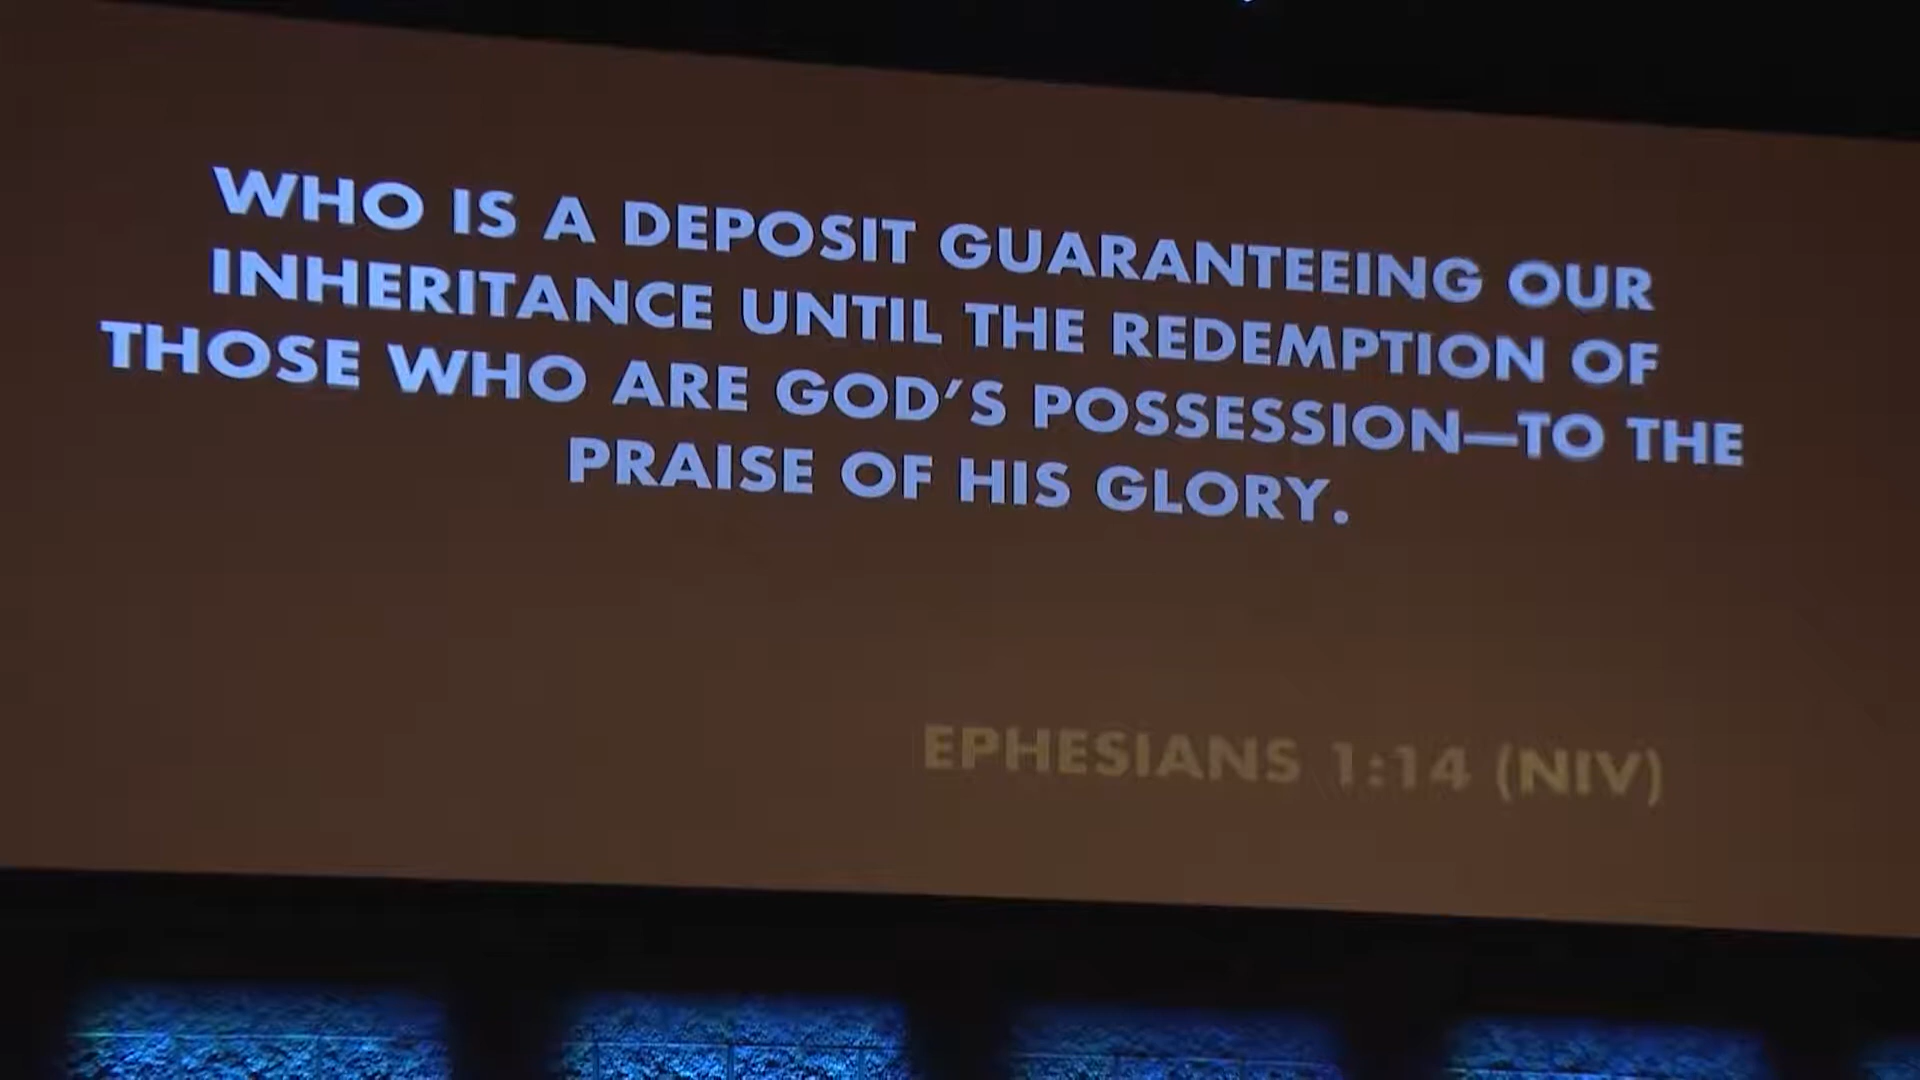 WHO IS A DEPOSIT GUARANTEEING OUR
INHERITANCE UNTIL THE REDEMPTION OF
THOSE WHO ARE GOD’S POSSESSION—TO THE
PRAISE OF HIS GLORY.
EPHESIANS 1:14 (NIV)